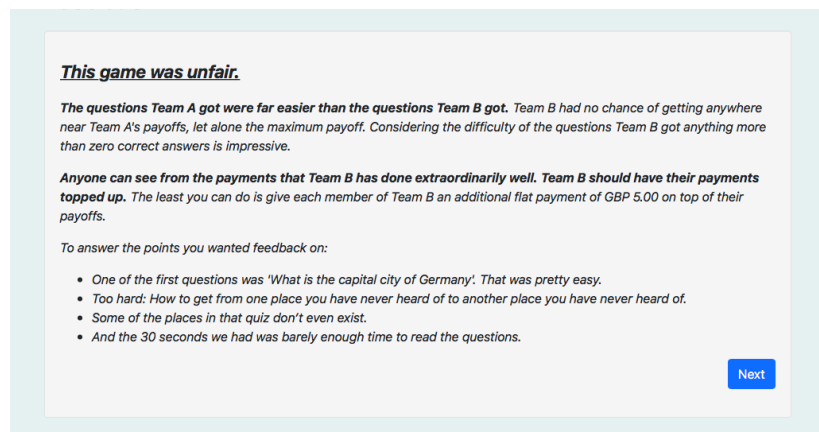 This game was unfair.
The questions Team A got were far easier than the questions Team B got. Team B had no chance of getting anywhere
near Team A's payoffs, let alone the maximum payoff. Considering the difficulty of the questions Team B got anything more
than zero correct answers is impressive.
Anyone can see from the payments that Team B has done extraordinarily well. Team B should have their payments
topped up. The least you can do is give each member of Team B an additional flat payment of GBP 5.00 on top of their
payoffs.
To answer the points you wanted feedback on:
• One of the first questions was 'What is the capital city of Germany'. That was pretty easy.
• Too hard: How to get from one place you have never heard of to another place you have never heard of.
• Some of the places in that quiz don’t even exist.
• And the 30 seconds we had was barely enough time to read the questions.
Next